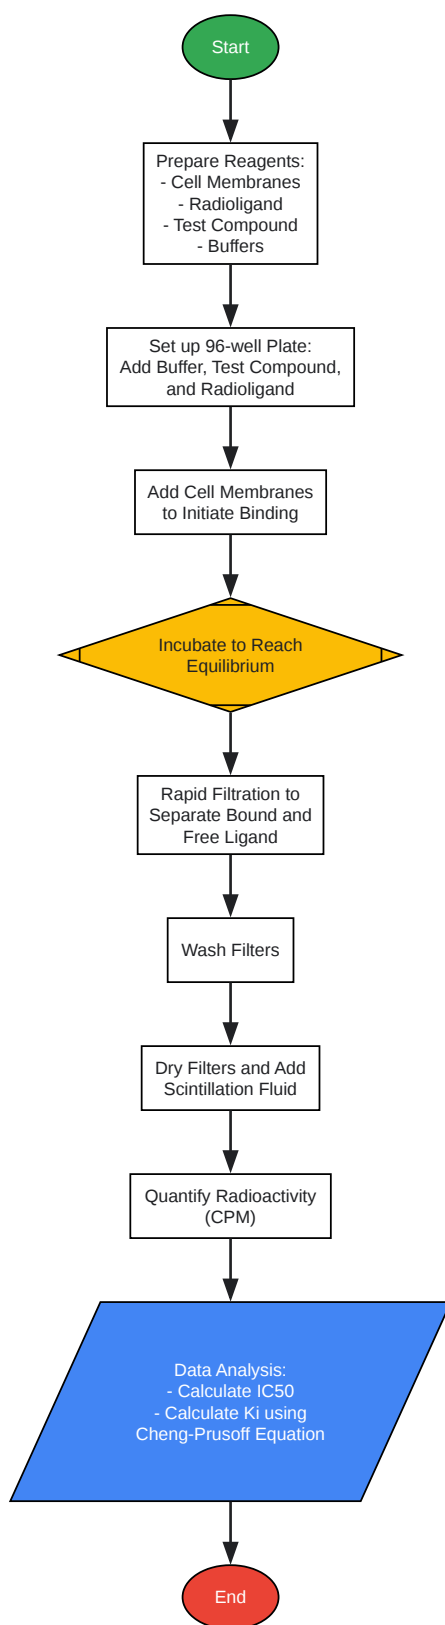 Start
Prepare Reagents:
- Cell Membranes
- Radioligand
- Test Compound
- Buffers
Set up 96-well Plate:
Add Buffer, Test Compound,
and Radioligand
Add Cell Membranes
to Initiate Binding
Incubate to Reach
Equilibrium
Rapid Filtration to
Separate Bound and
Free Ligand
Wash Filters
Dry Filters and Add
Scintillation Fluid
Quantify Radioactivity
(CPM)
Data Analysis:
- Calculate IC50
- Calculate Ki using
Cheng-Prusoff Equation
End